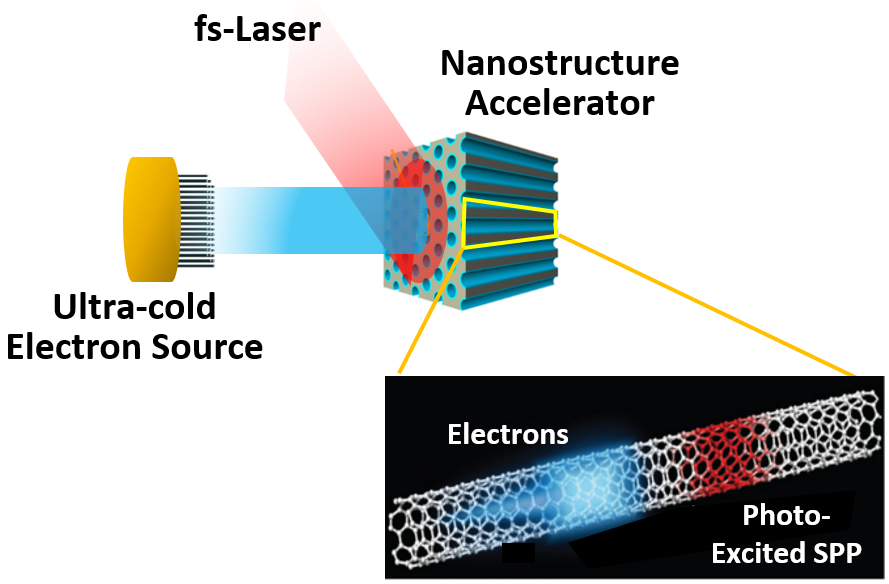 fs-Laser
Nanostructure
Accelerator
Ultra-cold
Electron Source
Electrons
Photo-
Excited SPP